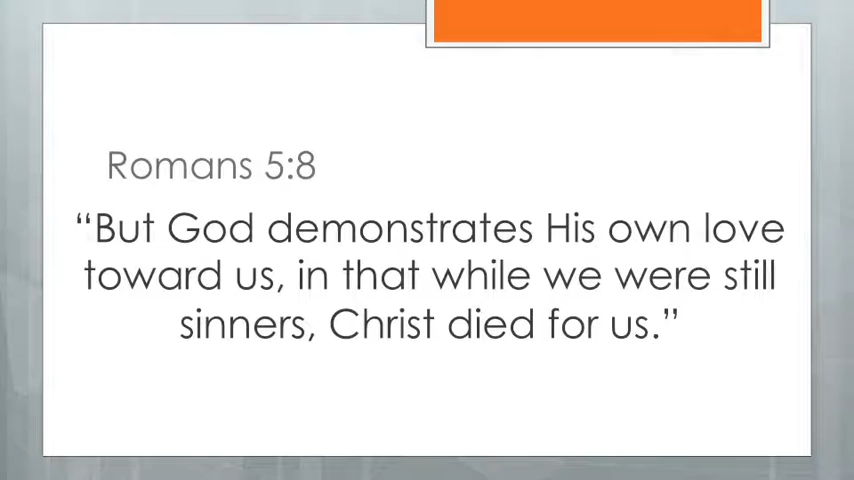 Romans 5:8
“But God demonstrates His own love
toward us, in that while we were still
sinners, Christ died for us.”